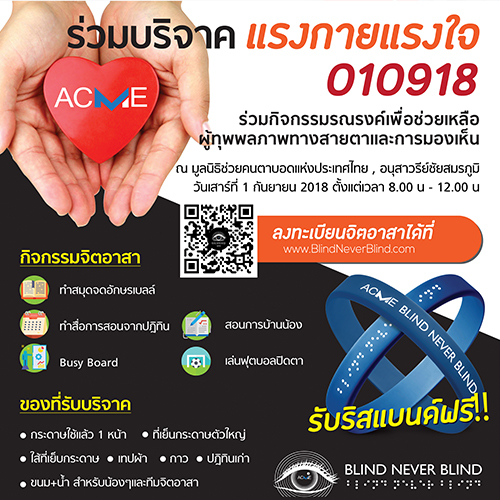 ร่วมบริจาค แรงกายแรงใจ
010918
ACME
ร่วมกิจกรรมรณรงค์เพื่อช่วยเหลือ
ผู้ทุพพลภาพทางสายตาและการมองเห็น
ณ มูลนิธิช่วยคนตาบอดแห่งประเทศไทย , อนุสาวรีย์ชัยสมรภูมิ
วันเสาร์ที่ 1 กันยายน 2018 ตั้งแต่เวลา 8.00 น - 12.00 น
ลงทะเบียนจิตอาสาได้ที่
www.BlindNeverBlind.com
กิจกรรมจิตอาสา
ทำสมุดจดอักษรเบลล์
ทำสื่อการสอนจากปฎิทิน
สอนการบ้านน้อง
Busy Board
เล่นฟุตบอลปิดตา
ACME BLIND NEVER BLIND
รับริสแบนด์ฟรี!!
ของที่รับบริจาค
• กระดาษใช้แล้ว 1 หน้า • ที่เย็บกระดาษตัวใหญ่
• ไส้ที่เย็บกระดาษ • เทปผ้า • กาว • ปฎิทินเก่า
• ขนม+น้ำ สำหรับน้องๆและทีมจิตอาสา
ACME
BLIND NEVER BLIND